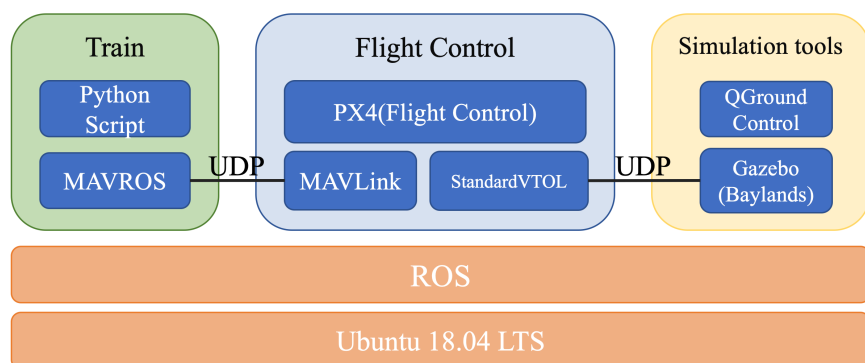 Train
Python
Script
MAVROS
UDP
Flight Control
PX4(Flight Control)
MAVLink
StandardVTOL
UDP
Simulation tools
QGround
Control
Gazebo
(Baylands)
ROS
Ubuntu 18.04 LTS